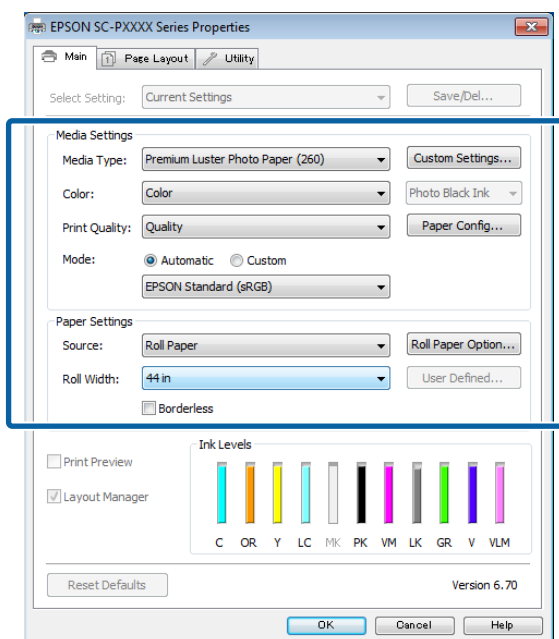 EPSON SC-PXXXX Series Properties
Main Page Layout Utility
Select Setting: Current Settings Save/Del...
Media Settings
Media Type: Premium Luster Photo Paper (260) Custom Settings...
Color: Color Photo Black Ink
Print Quality: Quality Paper Config...
Mode: Automatic Custom
EPSON Standard (sRGB)
Paper Settings
Source: Roll Paper Roll Paper Option...
Roll Width: 44 in User Defined...
Borderless
Ink Levels
Print Preview
Layout Manager
C OR Y LC MK PK VM LK GR V VLM
Reset Defaults Version 6.70
OK Cancel Help